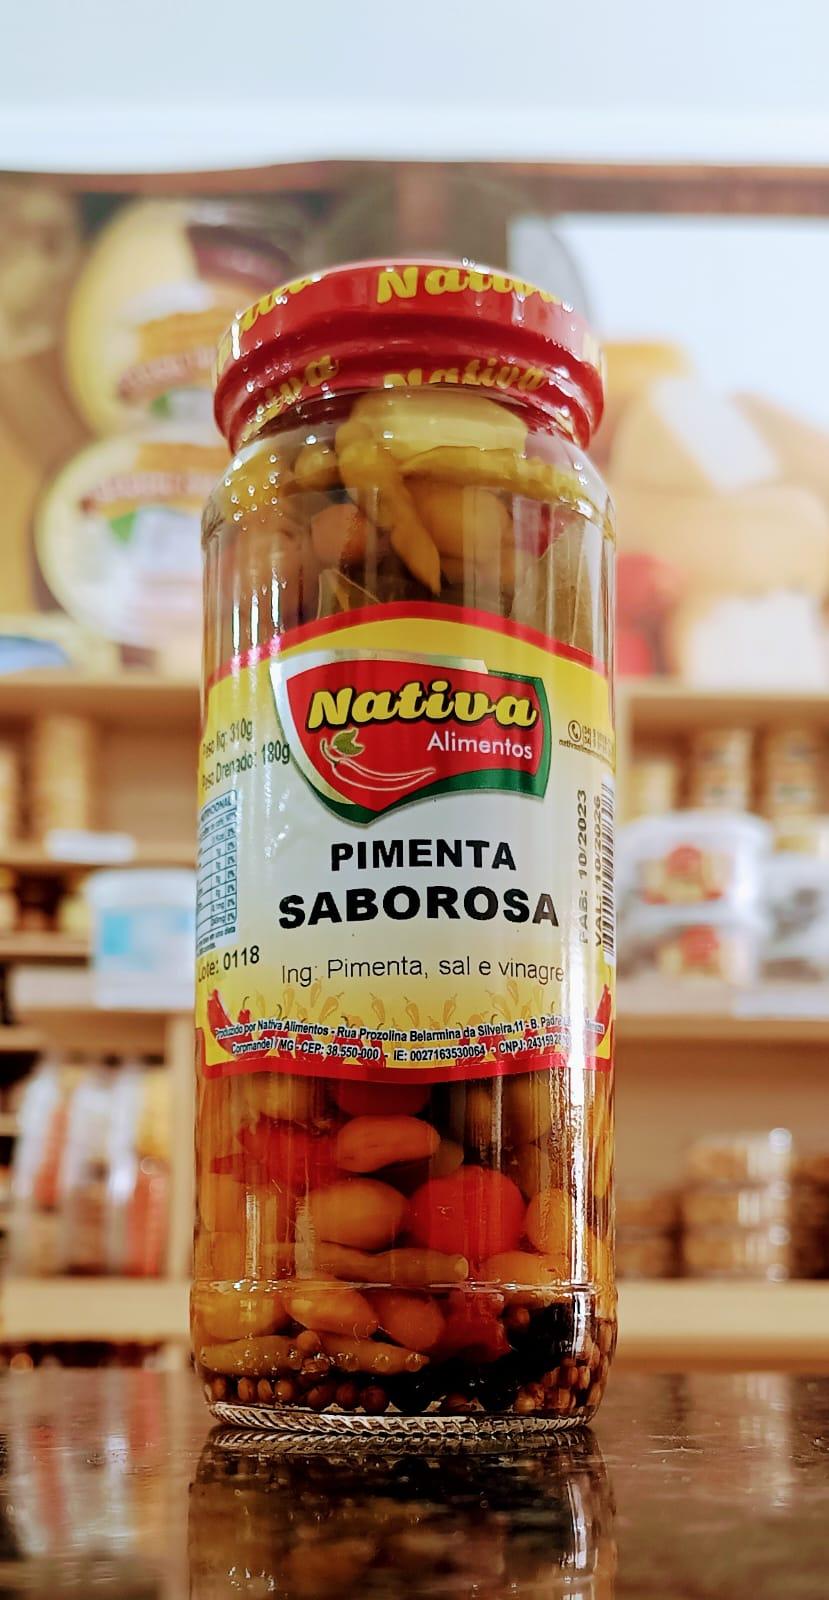 Nativa
Nativa
Nativa
Alimentos
Peso liq: 310g
Peso Drenado: 180g
PIMENTA
SABOROSA
FAB: 10/2023
VAL: 10/2026
Lote: 0118
Ing: Pimenta, sal e vinagre
Produzido por Nativa Alimentos - Rua Prozolina Belarmina da Silveira,11 - B.
Coromandel / MG - CEP: 38.550-000 - IE: 0027163530064 - CNPJ: